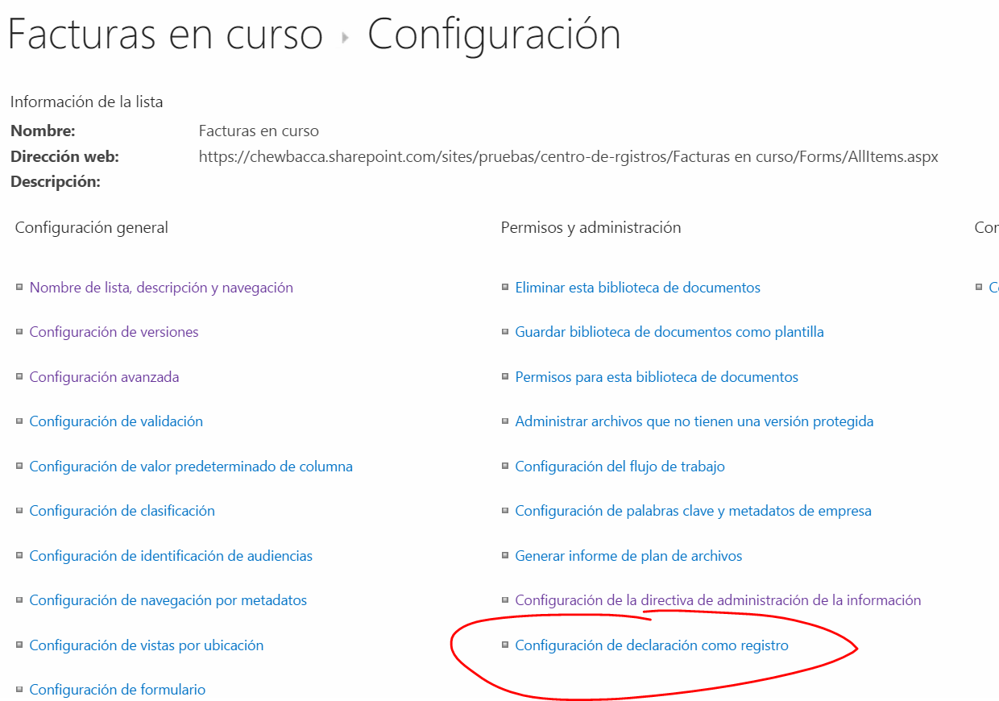 Facturas en curso ▸ Configuración
Información de la lista
Nombre: Facturas en curso
Dirección web: https://chewbacca.sharepoint.com/sites/pruebas/centro-de-rgistros/Facturas en curso/Forms/AllItems.aspx
Descripción:
Configuración general
Nombre de lista, descripción y navegación
Configuración de versiones
Configuración avanzada
Configuración de validación
Configuración de valor predeterminado de columna
Configuración de clasificación
Configuración de identificación de audiencias
Configuración de navegación por metadatos
Configuración de vistas por ubicación
Configuración de formulario
Permisos y administración
Eliminar esta biblioteca de documentos
Guardar biblioteca de documentos como plantilla
Permisos para esta biblioteca de documentos
Administrar archivos que no tienen una versión protegida
Configuración del flujo de trabajo
Configuración de palabras clave y metadatos de empresa
Generar informe de plan de archivos
Configuración de la directiva de administración de la información
Configuración de declaración como registro